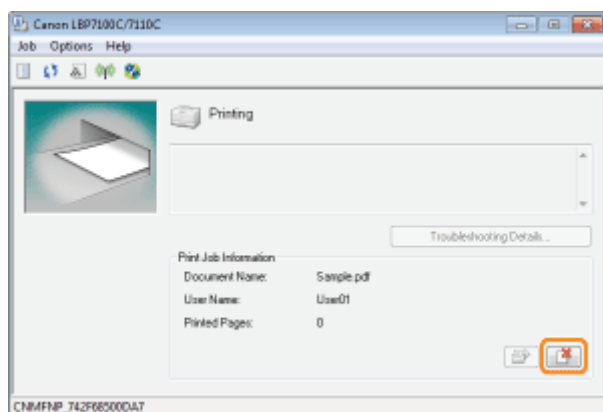 Canon LBP7100C/7110C
Job Options Help
Printing
Troubleshooting Details...
Print Job Information
Document Name: Sample.pdf
User Name: User01
Printed Pages: 0
CNMFNP_742F68500DA7